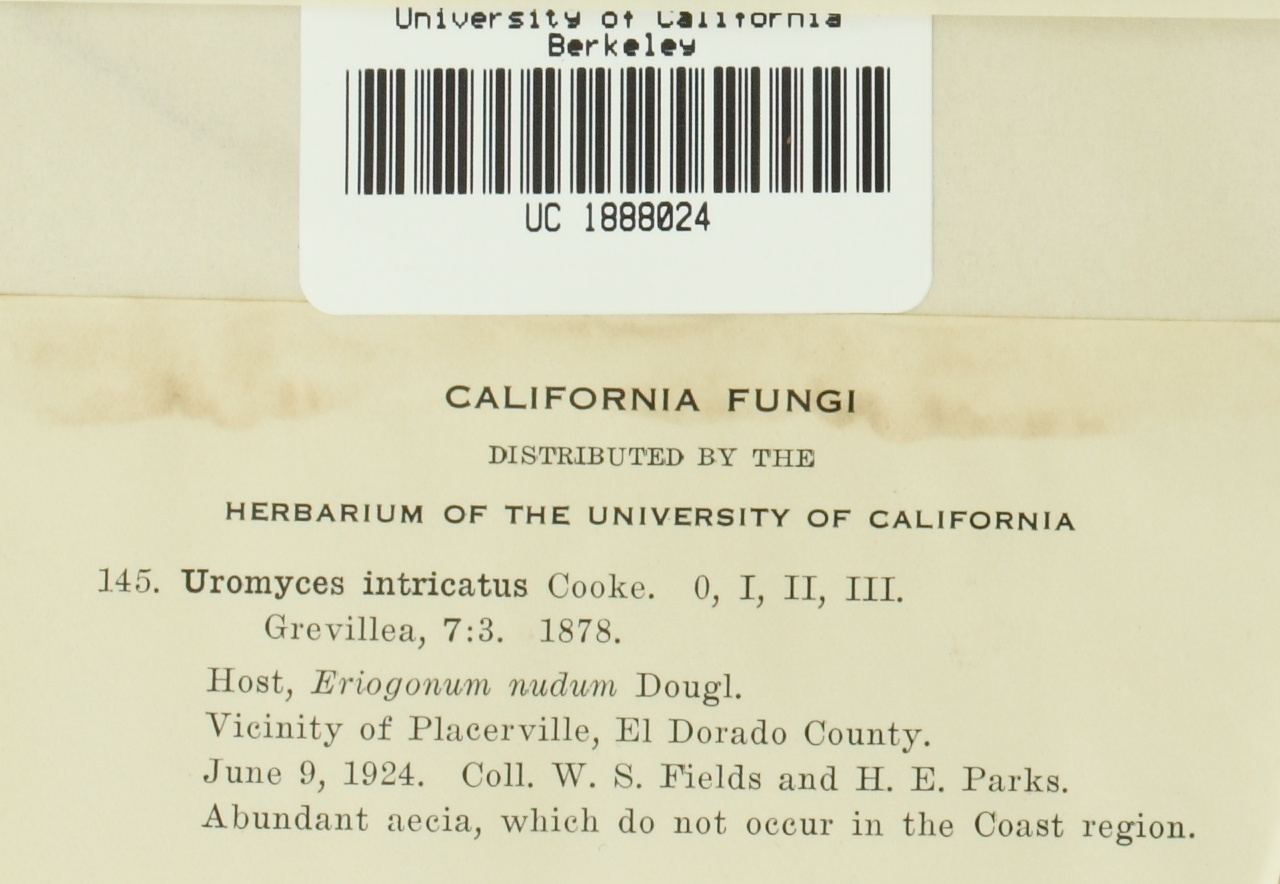 University of California
Berkeley
UC 1888024
CALIFORNIA FUNGI
DISTRIBUTED BY THE
HERBARIUM OF THE UNIVERSITY OF CALIFORNIA
145. Uromyces intricatus Cooke. 0, I, II, III.
Grevillea, 7:3. 1878.
Host, Eriogonum nudum Dougl.
Vicinity of Placerville, El Dorado County.
June 9, 1924. Coll. W. S. Fields and H. E. Parks.
Abundant aecia, which do not occur in the Coast region.